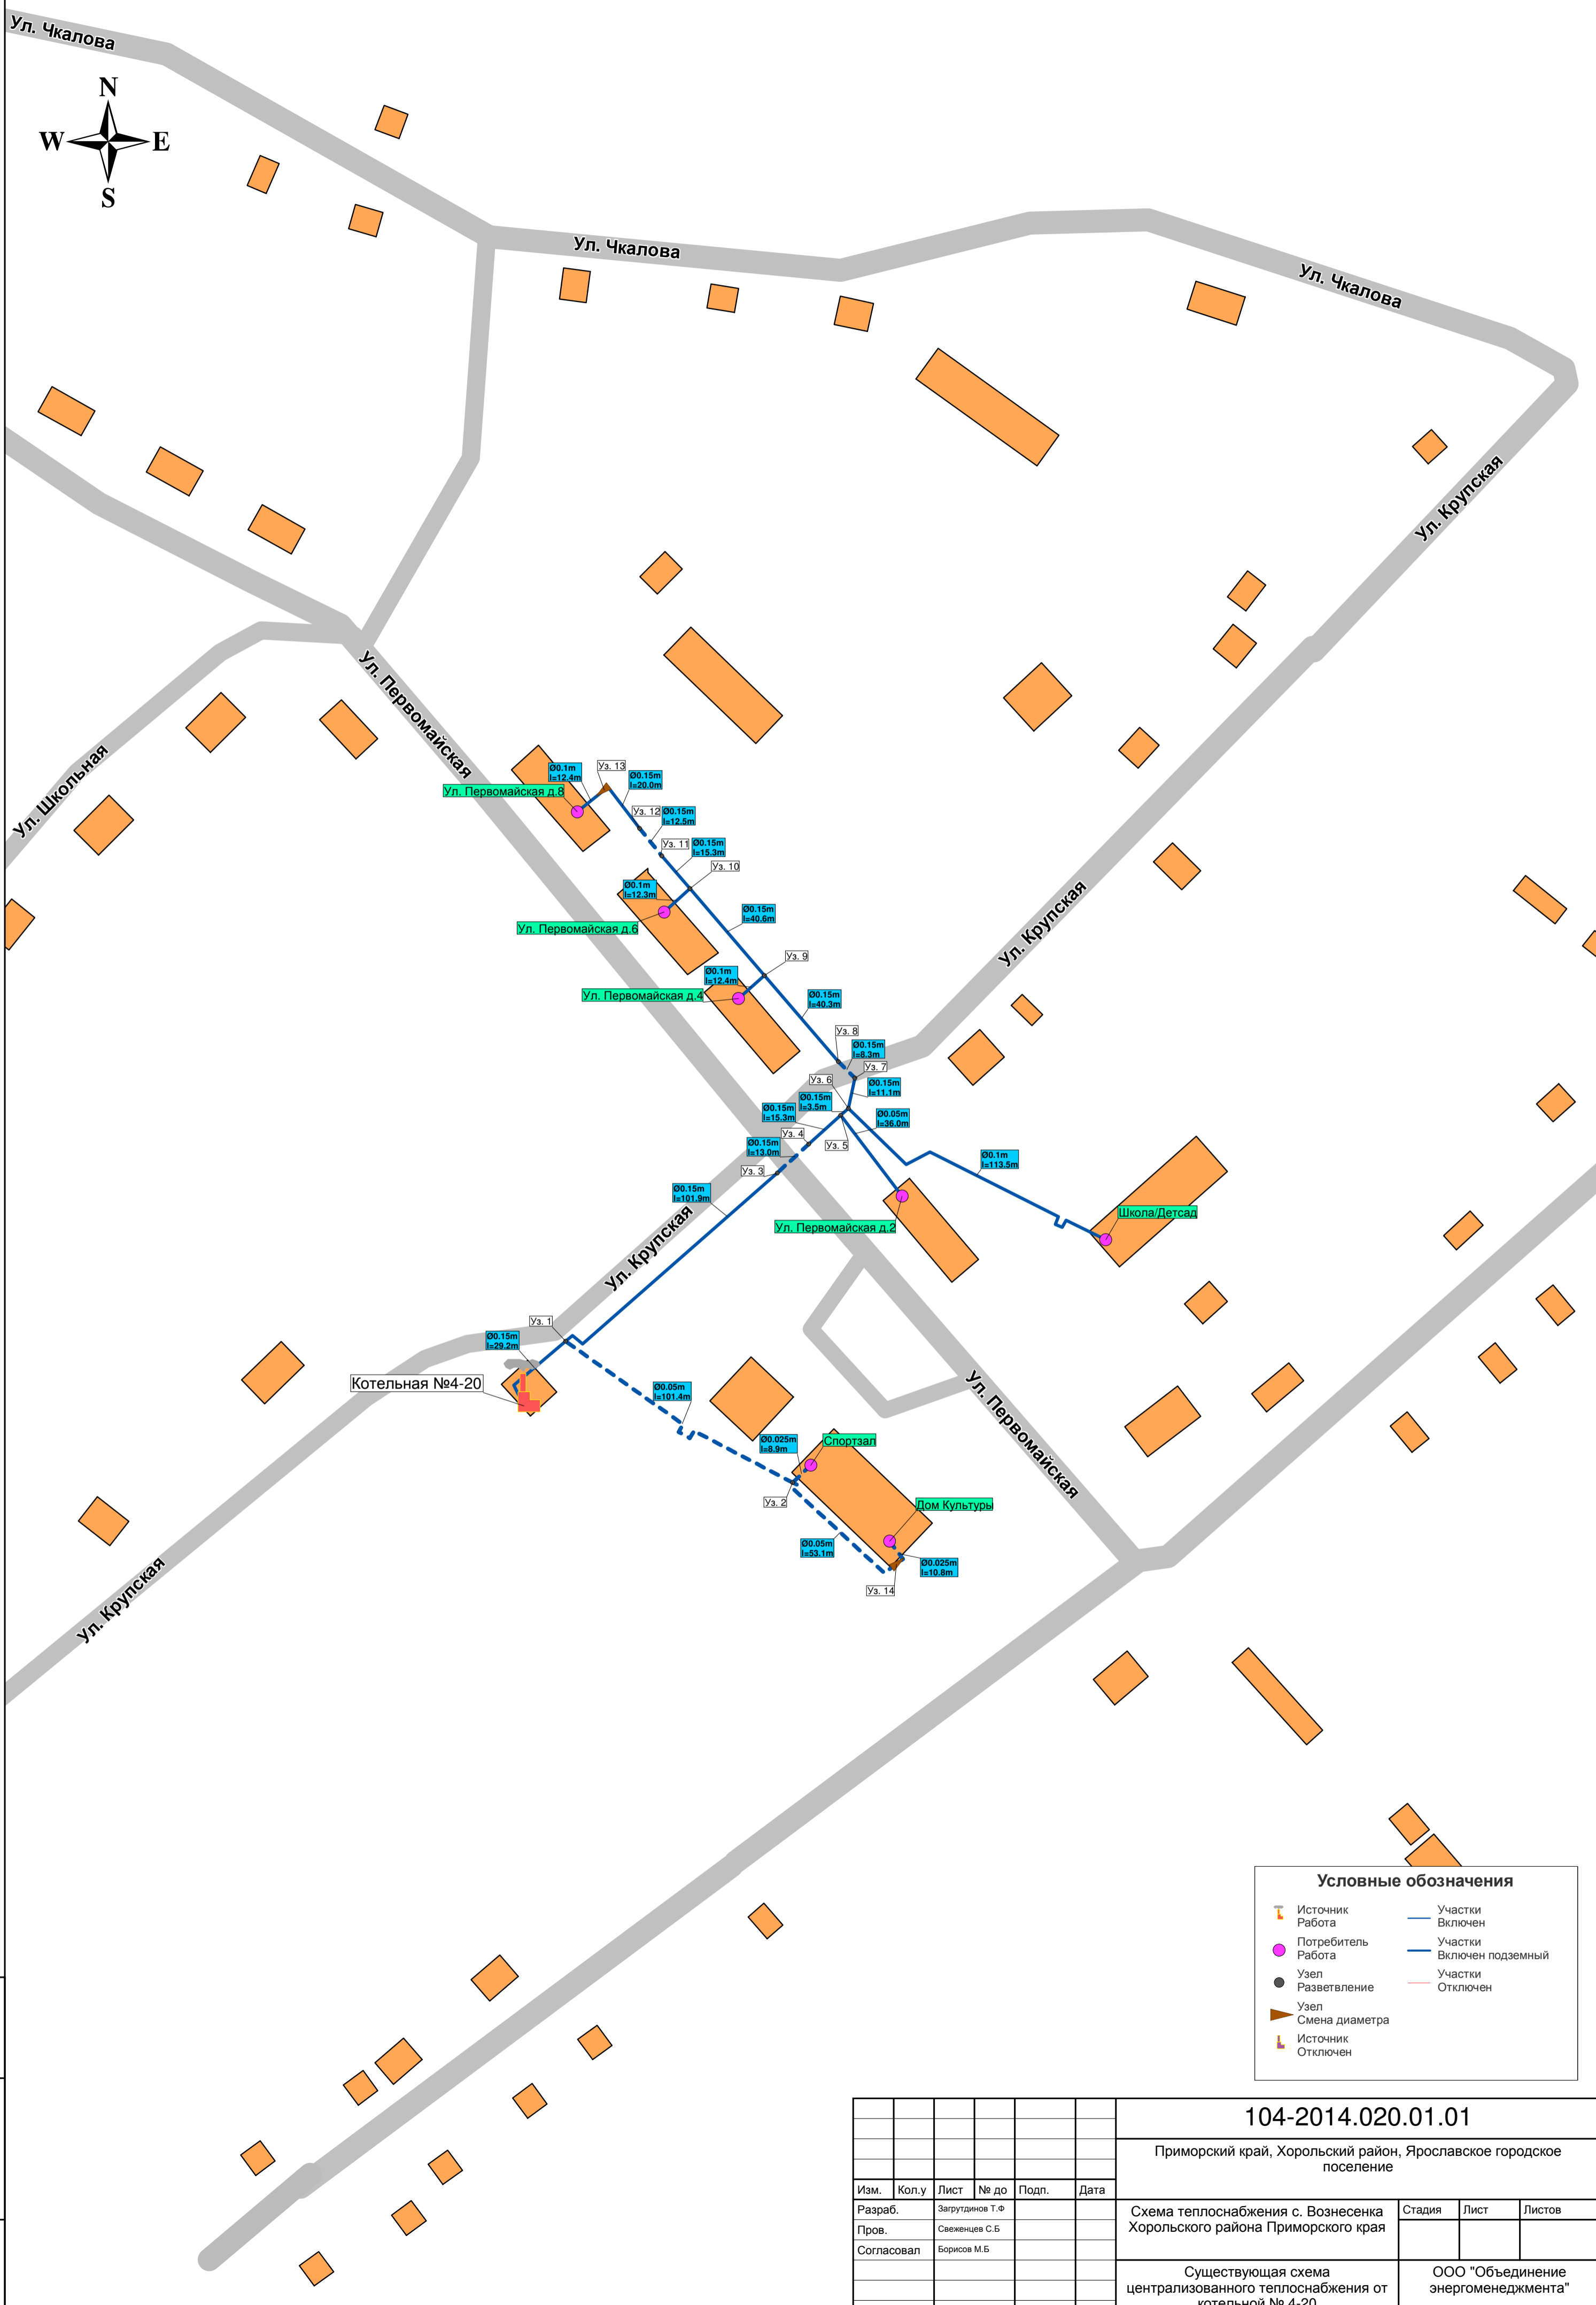 Ул. Чкалова
N
W E
S
Ул. Чкалова
Ул. Чкалова
Ул. Крупская
Ул. Первомайская
Ул. Школьная
Уз. 13
Ø0.1m
l=12.4m
Ø0.15m
l=20.0m
Ул. Первомайская д.8
Уз. 12
Ø0.15m
l=12.5m
Уз. 11
Ø0.15m
l=15.3m
Уз. 10
Ø0.1m
l=12.3m
Ø0.15m
l=40.6m
Ул. Первомайская д.6
Ул. Крупская
Уз. 9
Ø0.1m
l=12.4m
Ул. Первомайская д.4
Ø0.15m
l=40.3m
Уз. 8
Ø0.15m
l=8.3m
Уз. 7
Уз. 6
Ø0.15m
l=11.1m
Ø0.15m
l=3.5m
Ø0.15m
l=15.3m
Ø0.05m
l=36.0m
Уз. 4
Уз. 5
Ø0.15m
l=13.0m
Ø0.1m
l=113.5m
Уз. 3
Ø0.15m
l=101.9m
Школа/Детсад
Ул. Первомайская д.2
Ул. Крупская
Уз. 1
Ø0.15m
l=29.2m
Котельная №4-20
Ø0.05m
l=101.4m
Ул. Первомайская
Ø0.025m
l=8.9m
Спортзал
Уз. 2
Дом Культуры
Ø0.05m
l=53.1m
Ø0.025m
l=10.8m
Уз. 14
Ул. Крупская
Условные обозначения
Источник
Работа
Участки
Включен
Потребитель
Работа
Участки
Включен подземный
Узел
Разветвление
Участки
Отключен
Узел
Смена диаметра
Источник
Отключен
104-2014.020.01.01
Приморский край, Хорольский район, Ярославское городское
поселение
Изм. Кол.у Лист № до Подп. Дата
Разраб. Загрутдинов Т.Ф
Пров. Свеженцев С.Б
Согласовал Борисов М.Б
Схема теплоснабжения с. Вознесенка
Хорольского района Приморского края
Стадия Лист Листов
Существующая схема
централизованного теплоснабжения от
котельной № 4-20
ООО "Объединение
энергоменеджмента"